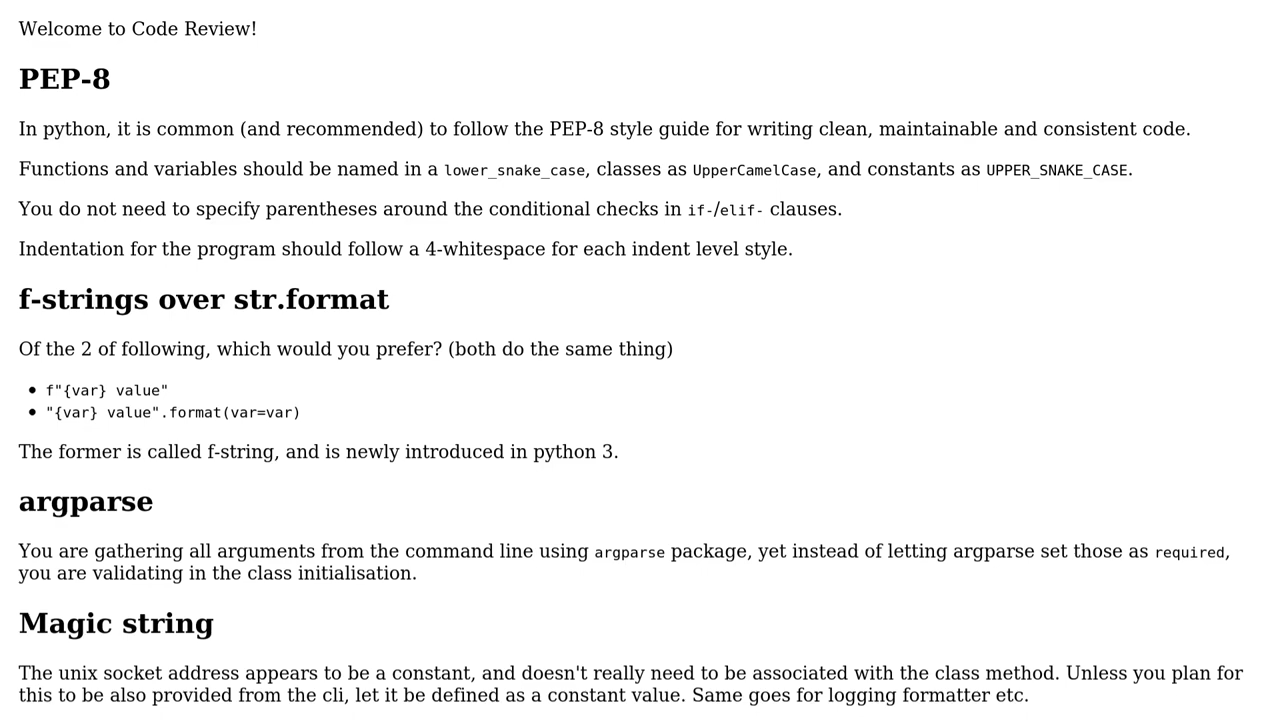 Welcome to Code Review!
PEP-8
In python, it is common (and recommended) to follow the PEP-8 style guide for writing clean, maintainable and consistent code.
Functions and variables should be named in a lower_snake_case, classes as UpperCamelCase, and constants as UPPER_SNAKE_CASE.
You do not need to specify parentheses around the conditional checks in if-/elif- clauses.
Indentation for the program should follow a 4-whitespace for each indent level style.
f-strings over str.format
Of the 2 of following, which would you prefer? (both do the same thing)
• f"{var} value"
• "{var} value".format(var=var)
The former is called f-string, and is newly introduced in python 3.
argparse
You are gathering all arguments from the command line using argparse package, yet instead of letting argparse set those as required,
you are validating in the class initialisation.
Magic string
The unix socket address appears to be a constant, and doesn't really need to be associated with the class method. Unless you plan for
this to be also provided from the cli, let it be defined as a constant value. Same goes for logging formatter etc.